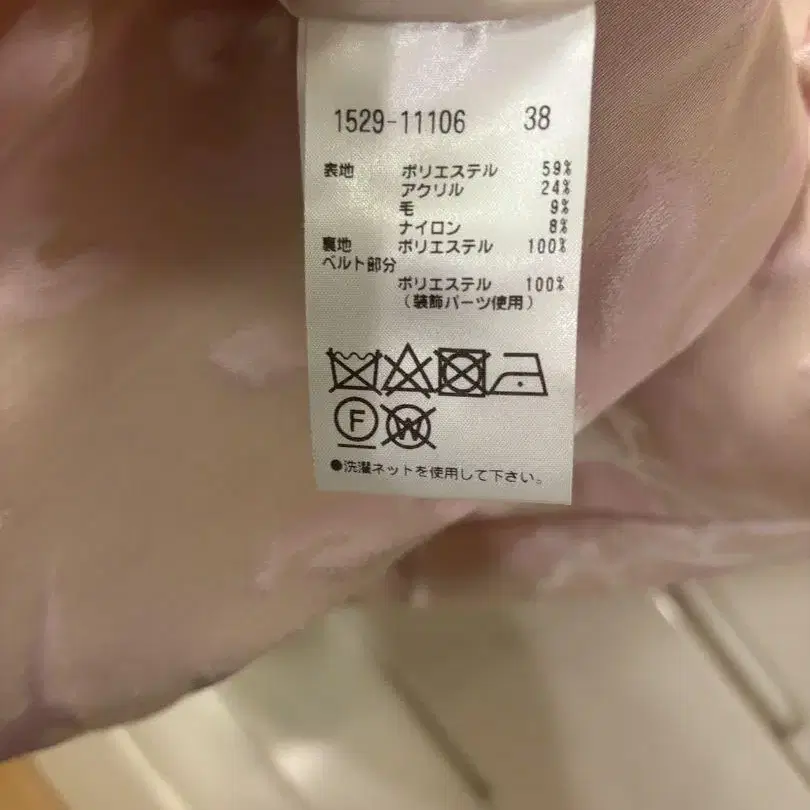 1529-11106 38
表地 ポリエステル 59%
アクリル 24%
毛 9%
ナイロン 8%
裏地 ポリエステル 100%
ベルト部分
ポリエステル 100%
(装飾パーツ使用)
F W
●洗濯ネットを使用して下さい。